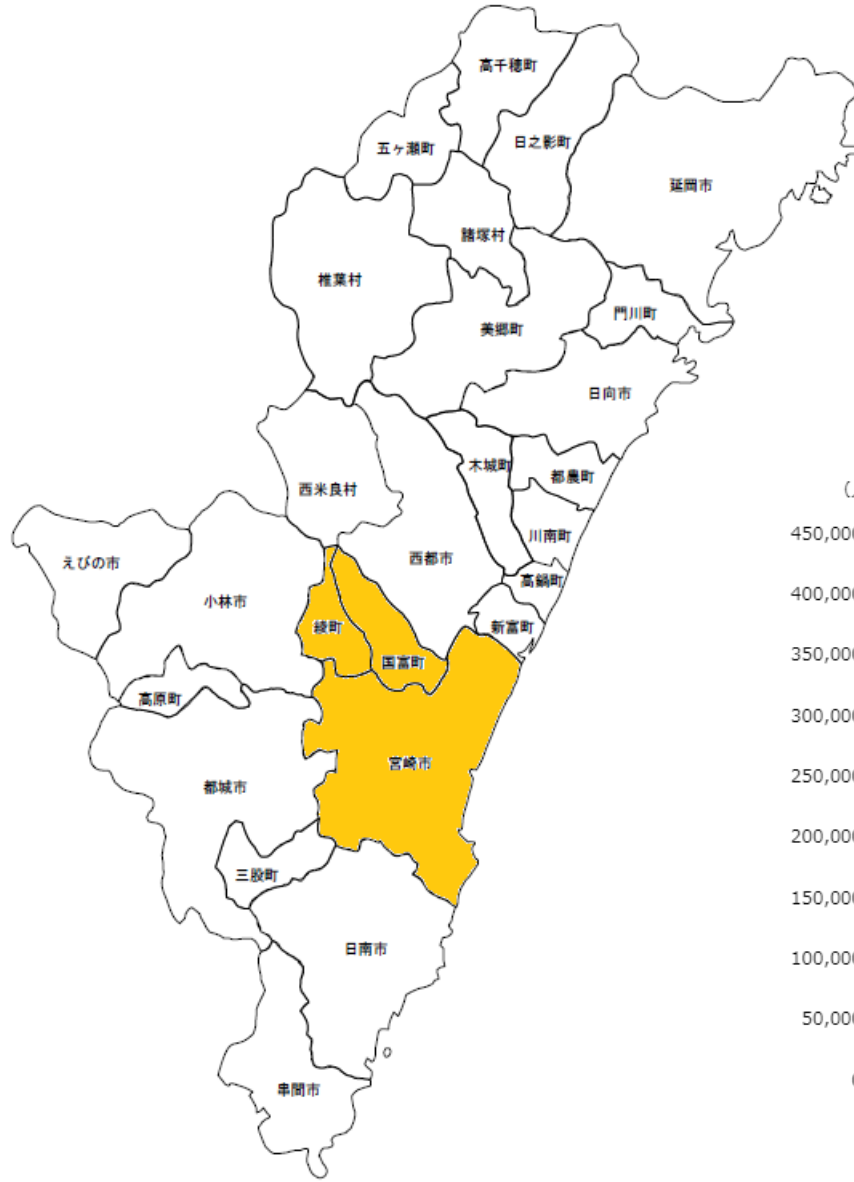 高千穂町
日之影町
五ヶ瀬町
延岡市
諸塚村
椎葉村
門川町
美郷町
日向市
木城町
都農町
西米良村
川南町
西都市
えびの市
高鍋町
小林市
綾町
新富町
国富町
高原町
宮崎市
都城市
三股町
日南市
串間市
(
450,000
400,000
350,000
300,000
250,000
200,000
150,000
100,000
50,000